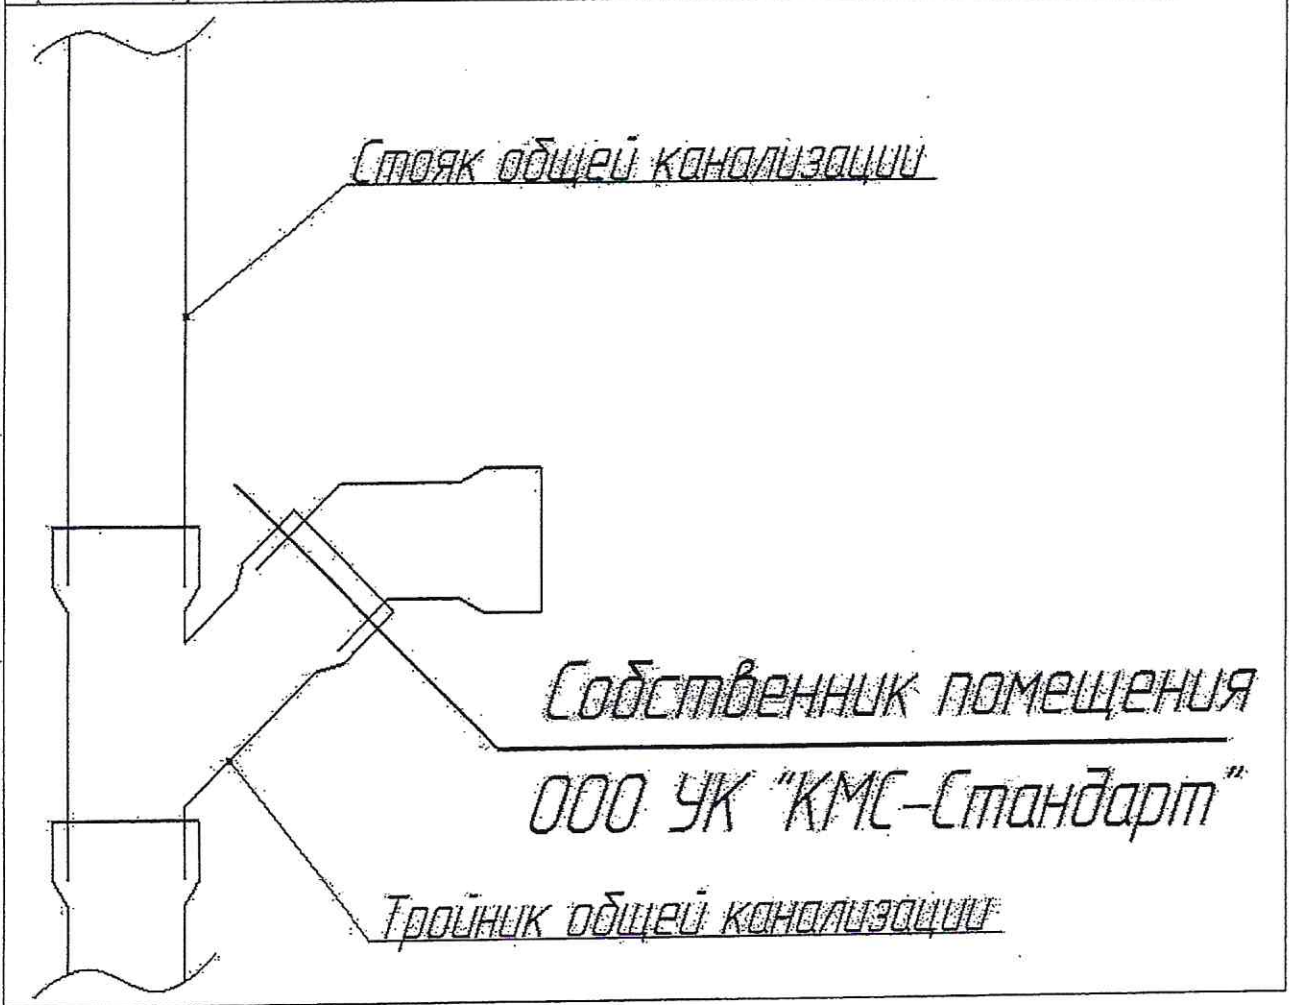 Стояк общей канализации
Собственник помещения
ООО УК "КМС-Стандарт"
Тройник общей канализации